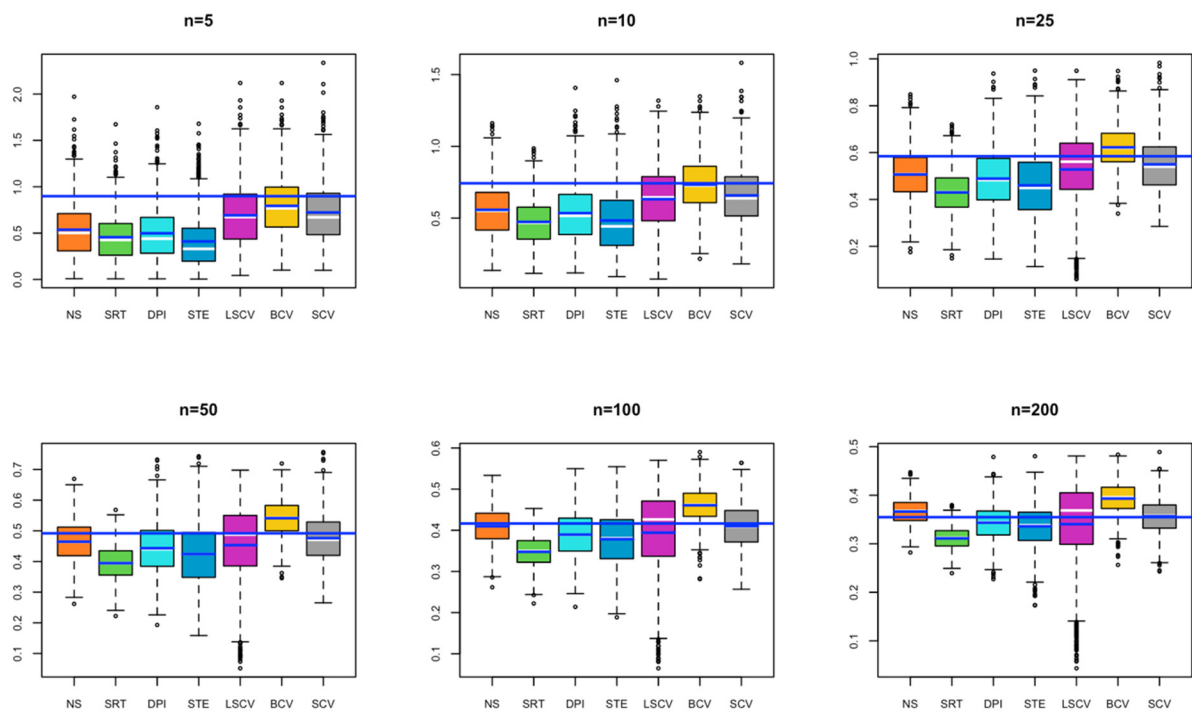 n=5
n=10
n=25
2.0
1.5
1.0
0.5
0.0
NS SRT DPI STE LSCV BCV SCV
1.5
1.0
0.5
NS SRT DPI STE LSCV BCV SCV
1.0
0.8
0.6
0.4
0.2
NS SRT DPI STE LSCV BCV SCV
n=50
n=100
n=200
0.7
0.6
0.5
0.4
0.3
0.2
0.1
NS SRT DPI STE LSCV BCV SCV
0.6
0.5
0.4
0.3
0.2
0.1
NS SRT DPI STE LSCV BCV SCV
0.5
0.4
0.3
0.2
0.1
NS SRT DPI STE LSCV BCV SCV